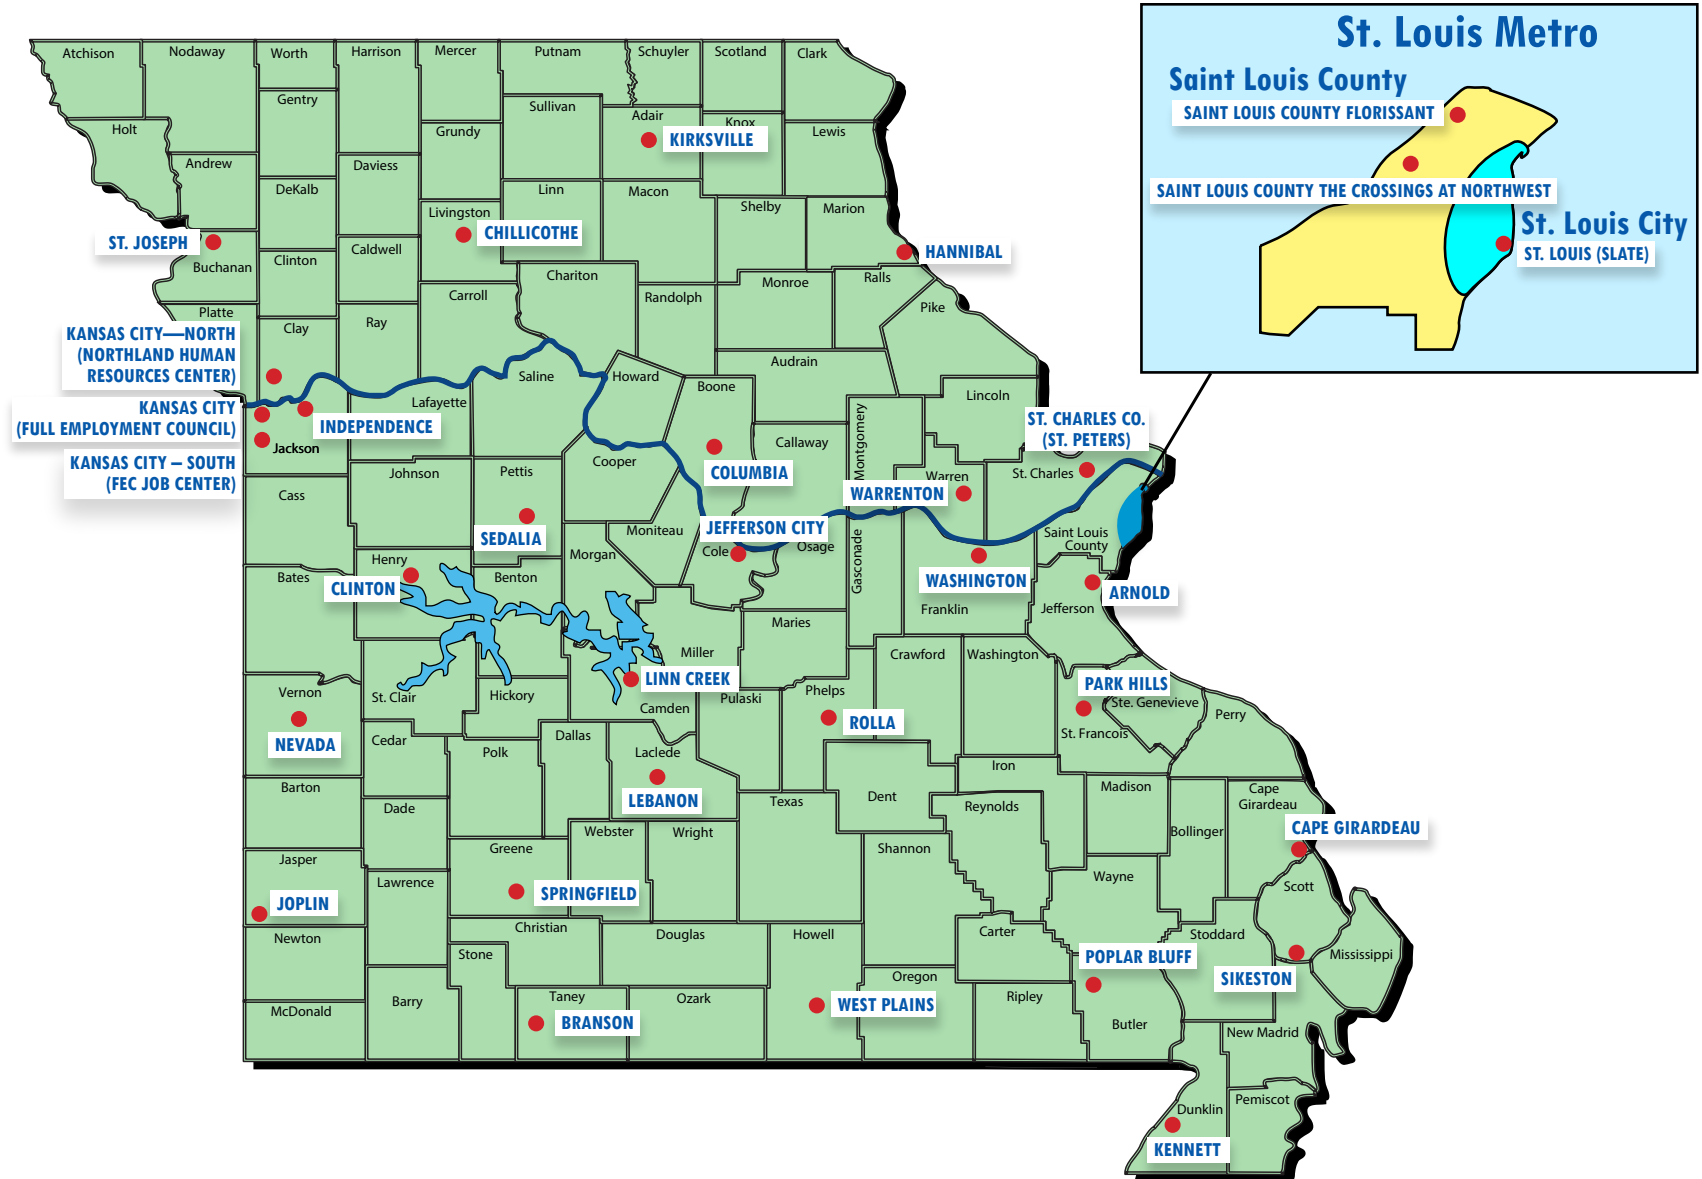 St. Louis Metro
Saint Louis County
SAINT LOUIS COUNTY FLORISSANT
SAINT LOUIS COUNTY THE CROSSINGS AT NORTHWEST
St. Louis City
ST. LOUIS (SLATE)
Atchison
Nodaway
Worth
Harrison
Mercer
Putnam
Schuyler
Scotland
Clark
Gentry
Sullivan
Adair
Knox
Holt
Grundy
Lewis
KIRKSVILLE
Andrew
Daviess
DeKalb
Linn
Macon
Livingston
Shelby
Marion
CHILLICOTHE
ST. JOSEPH
Caldwell
HANNIBAL
Buchanan
Clinton
Chariton
Monroe
Ralls
Carroll
Randolph
Pike
Platte
Clay
Ray
KANSAS CITY—NORTH
(NORTHLAND HUMAN
RESOURCES CENTER)
Audrain
Saline
Howard
Boone
Lincoln
Lafayette
KANSAS CITY
(FULL EMPLOYMENT COUNCIL)
INDEPENDENCE
ST. CHARLES CO.
(ST. PETERS)
Jackson
Callaway
Montgomery
KANSAS CITY – SOUTH
(FEC JOB CENTER)
Cooper
Johnson
Pettis
COLUMBIA
Warren
St. Charles
Cass
WARRENTON
SEDALIA
Moniteau
JEFFERSON CITY
Saint Louis
County
Morgan
Cole
Osage
Gasconade
Henry
Bates
Benton
CLINTON
WASHINGTON
ARNOLD
Franklin
Jefferson
Maries
Miller
Crawford
Washington
LINN CREEK
PARK HILLS
Vernon
St. Clair
Hickory
Camden
Pulaski
Phelps
Ste. Genevieve
Perry
ROLLA
NEVADA
Cedar
Polk
Dallas
Laclede
St. Francois
Iron
Barton
LEBANON
Texas
Dent
Reynolds
Madison
Cape
Girardeau
Dade
Webster
Wright
Bollinger
CAPE GIRARDEAU
Jasper
Greene
Shannon
Lawrence
Wayne
Scott
JOPLIN
SPRINGFIELD
Newton
Christian
Douglas
Howell
Carter
Stoddard
Stone
POPLAR BLUFF
Mississippi
Oregon
SIKESTON
McDonald
Barry
Taney
Ozark
Ripley
WEST PLAINS
BRANSON
Butler
New Madrid
Dunklin
Pemiscot
KENNETT